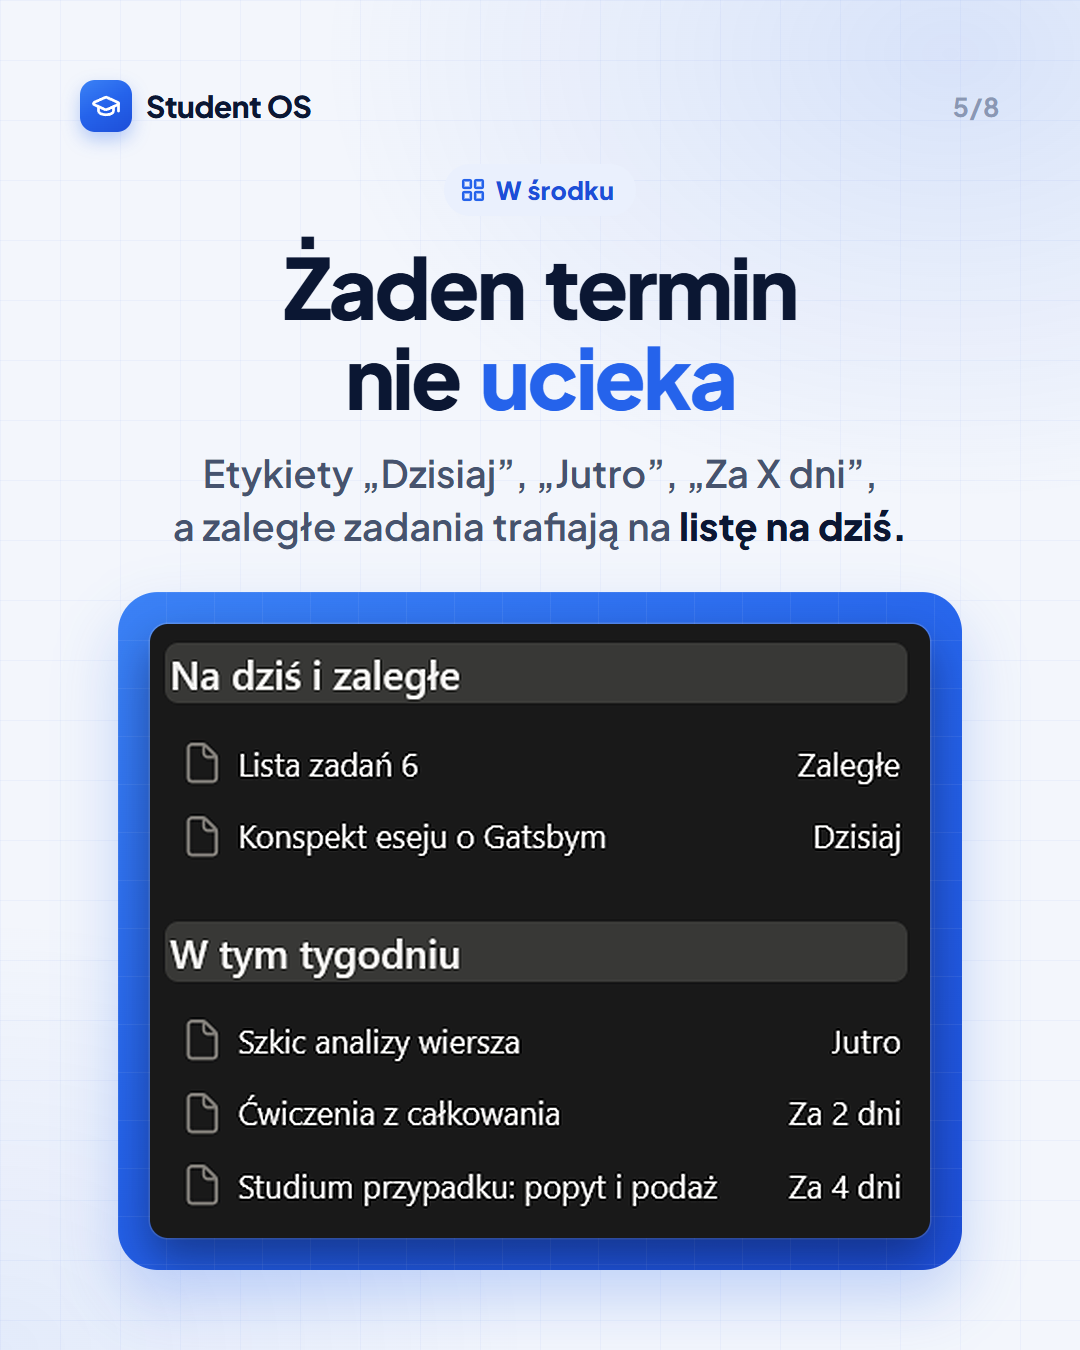 Student OS
5/8
W środku
Żaden termin
nie ucieka
Etykiety „Dzisiaj”, „Jutro”, „Za X dni”,
a zaległe zadania trafiają na listę na dziś.
Na dziś i zaległe
Lista zadań 6 Zaległe
Konspekt eseju o Gatsbym Dzisiaj
W tym tygodniu
Szkic analizy wiersza Jutro
Ćwiczenia z całkowania Za 2 dni
Studium przypadku: popyt i podaż Za 4 dni